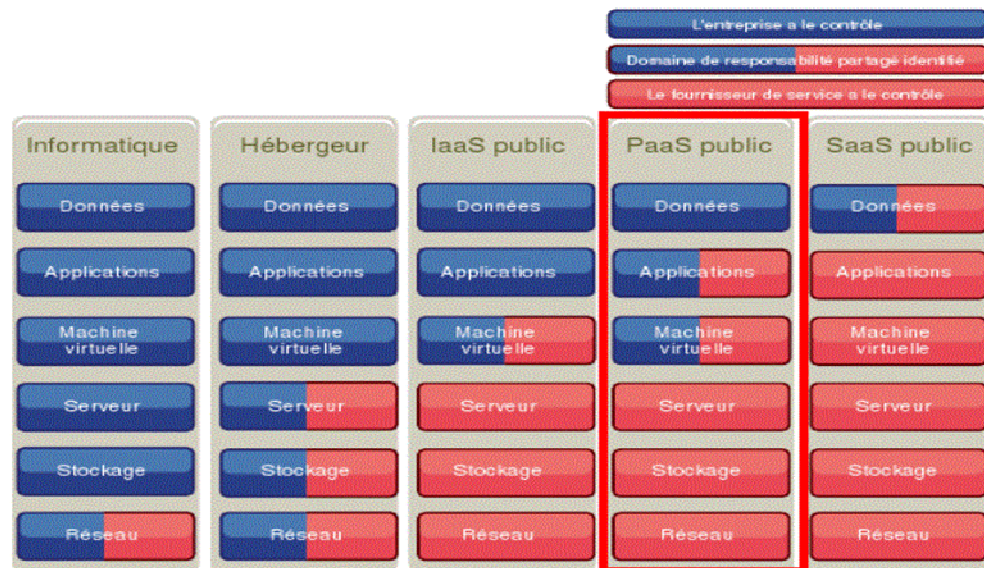 L'entreprise a le contrôle
Domaine de responsabilité partagé identifié
Le fournisseur de service a le contrôle
Informatique
Hébergeur
IaaS public
PaaS public
SaaS public
Données
Données
Données
Données
Données
Applications
Applications
Applications
Applications
Applications
Machine
virtuelle
Machine
virtuelle
Machine
virtuelle
Machine
virtuelle
Machine
virtuelle
Serveur
Serveur
Serveur
Serveur
Serveur
Stockage
Stockage
Stockage
Stockage
Stockage
Réseau
Réseau
Réseau
Réseau
Réseau